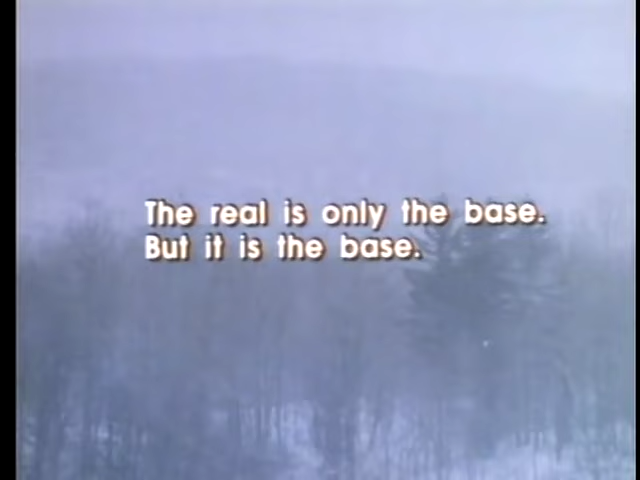 The real is only the base.
But it is the base.